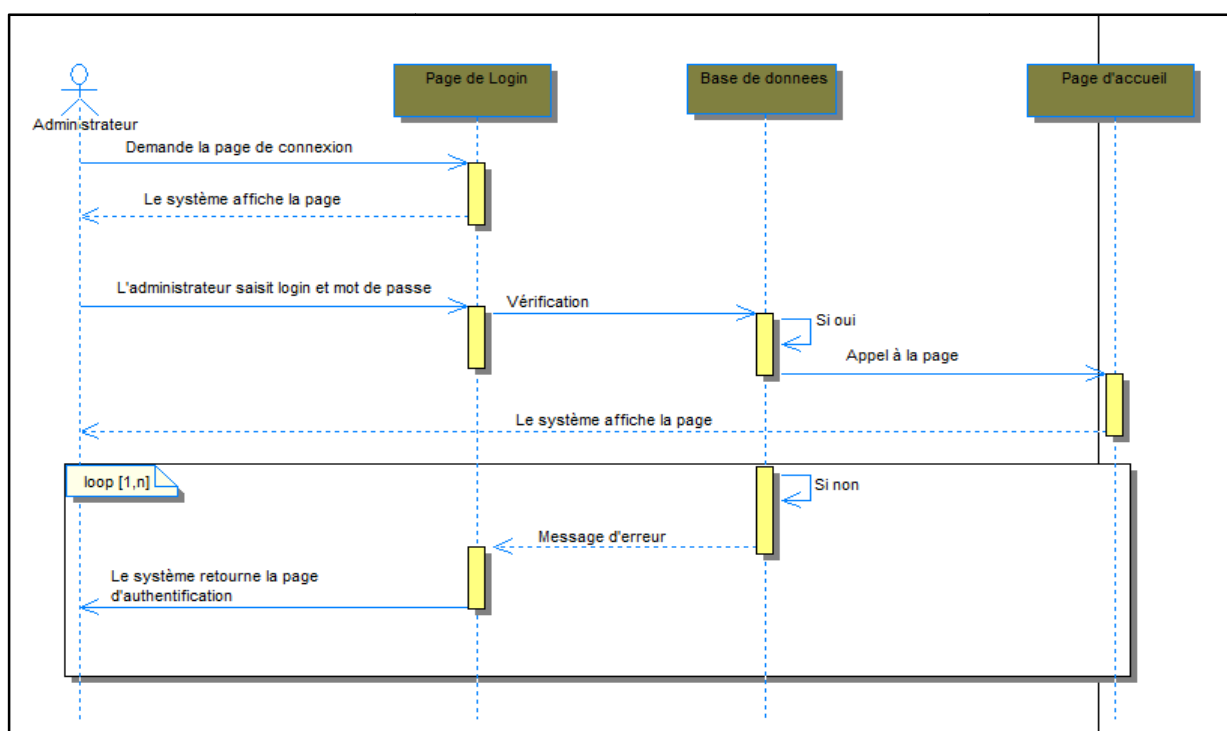 Page de Login
Base de donnees
Page d'accueil
Administrateur
Demande la page de connexion
Le système affiche la page
L'administrateur saisit login et mot de passe
Vérification
Si oui
Appel à la page
Le système affiche la page
loop [1,n]
Si non
Message d'erreur
Le système retourne la page
d'authentification